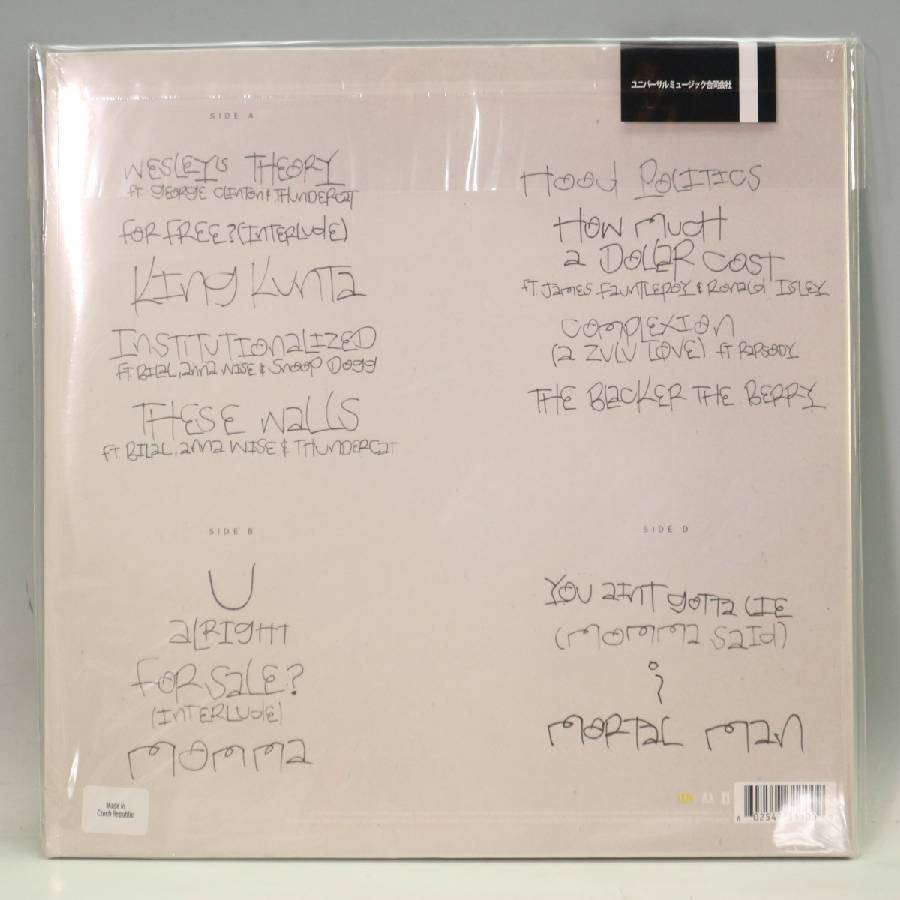 ユニバーサル ミュージック合同会社
SIDE A
WESLEY'S THEORY
ft. GEORGE CLINTON & THUNDERCAT
FOR FREE? (INTERLUDE)
KING KUNTA
INSTITUTIONALIZED
ft BILAL, ANNA WISE & SNOOP DOGG
THESE WALLS
ft. BILAL, ANNA WISE & THUNDERCAT
HOOD POLITICS
HOW MUCH
A DOLLAR COST
ft. JAMES FAUNTLEROY & RONALD ISLEY
COMPLEXION
(A ZULU LOVE) ft RAPSODY
THE BLACKER THE BERRY
SIDE B
U
ALRIGHT
FOR SALE?
(INTERLUDE)
MOMMA
SIDE D
YOU AINT GOTTA LIE
(MOMMA SAID)
i
MORTAL MAN
Made in
Czech Republic